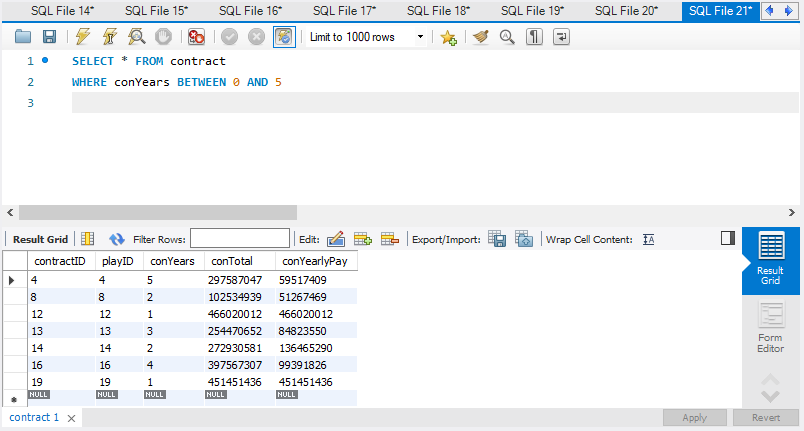 SQL File 14* SQL File 15* SQL File 16* SQL File 17* SQL File 18* SQL File 19* SQL File 20* SQL File 21*
Limit to 1000 rows
1 SELECT * FROM contract
2 WHERE conYears BETWEEN 0 AND 5
3
Result Grid Filter Rows: Edit: Export/Import: Wrap Cell Content:
contractID playID conYears conTotal conYearlyPay
4 4 5 297587047 59517409
8 8 2 102534939 51267469
12 12 1 466020012 466020012
13 13 3 254470652 84823550
14 14 2 272930581 136465290
16 16 4 397567307 99391826
19 19 1 451451436 451451436
NULL NULL NULL NULL NULL
Result
Grid
Form
Editor
contract 1
Apply Revert